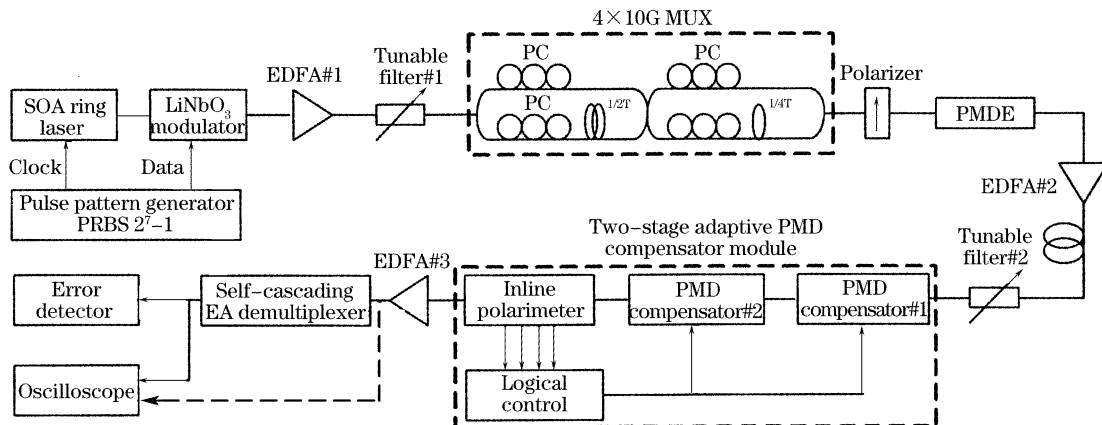 4×10G MUX
PC
PC
Tunable
filter#1
EDFA#1
Polarizer
SOA ring
laser
LiNbO3
modulator
PC
1/2T
1/4T
PMDE
Clock
Data
EDFA#2
Pulse pattern generator
PRBS 2⁷-1
Two-stage adaptive PMD
compensator module
Tunable
filter#2
EDFA#3
Error
detector
Self-cascading
EA demultiplexer
Inline
polarimeter
PMD
compensator#2
PMD
compensator#1
Oscilloscope
Logical
control